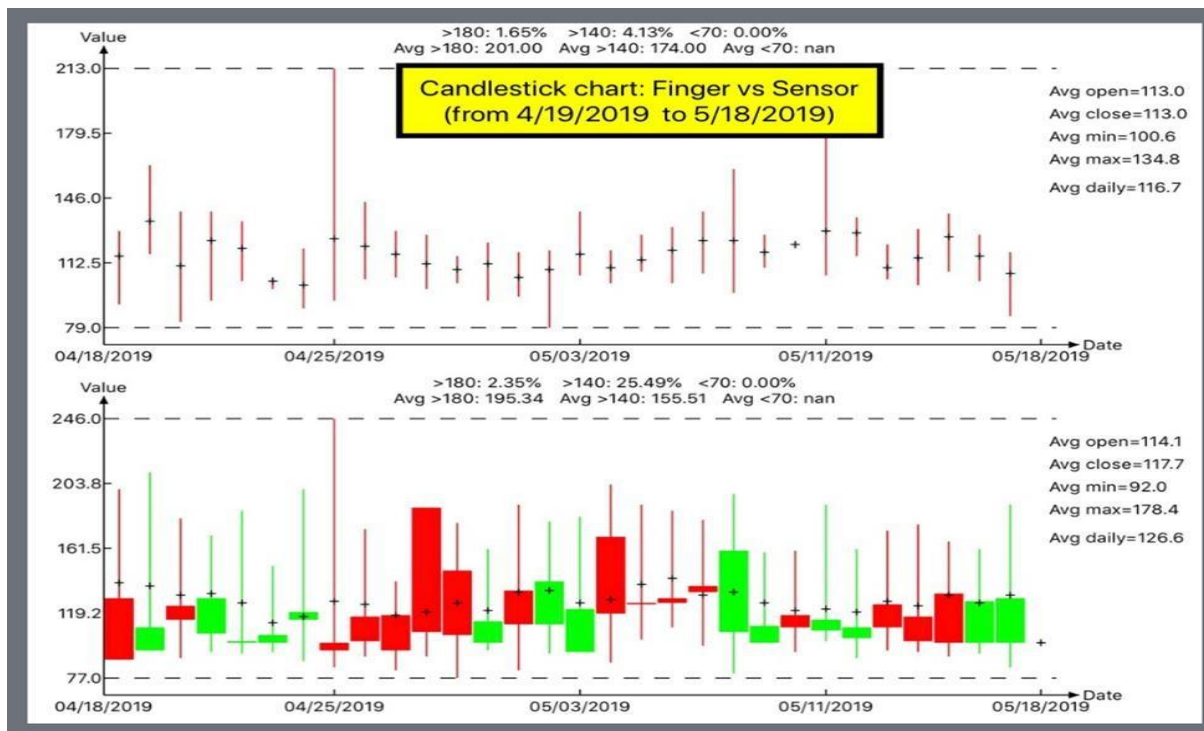 >180: 1.65% >140: 4.13% <70: 0.00%
Avg >180: 201.00 Avg >140: 174.00 Avg <70: nan
Value
Candlestick chart: Finger vs Sensor
(from 4/19/2019 to 5/18/2019)
213.0
179.5
146.0
112.5
79.0
Avg open=113.0
Avg close=113.0
Avg min=100.6
Avg max=134.8
Avg daily=116.7
Date
04/18/2019 04/25/2019 05/03/2019 05/11/2019 05/18/2019
>180: 2.35% >140: 25.49% <70: 0.00%
Avg >180: 195.34 Avg >140: 155.51 Avg <70: nan
Value
246.0
203.8
161.5
119.2
77.0
Avg open=114.1
Avg close=117.7
Avg min=92.0
Avg max=178.4
Avg daily=126.6
Date
04/18/2019 04/25/2019 05/03/2019 05/11/2019 05/18/2019